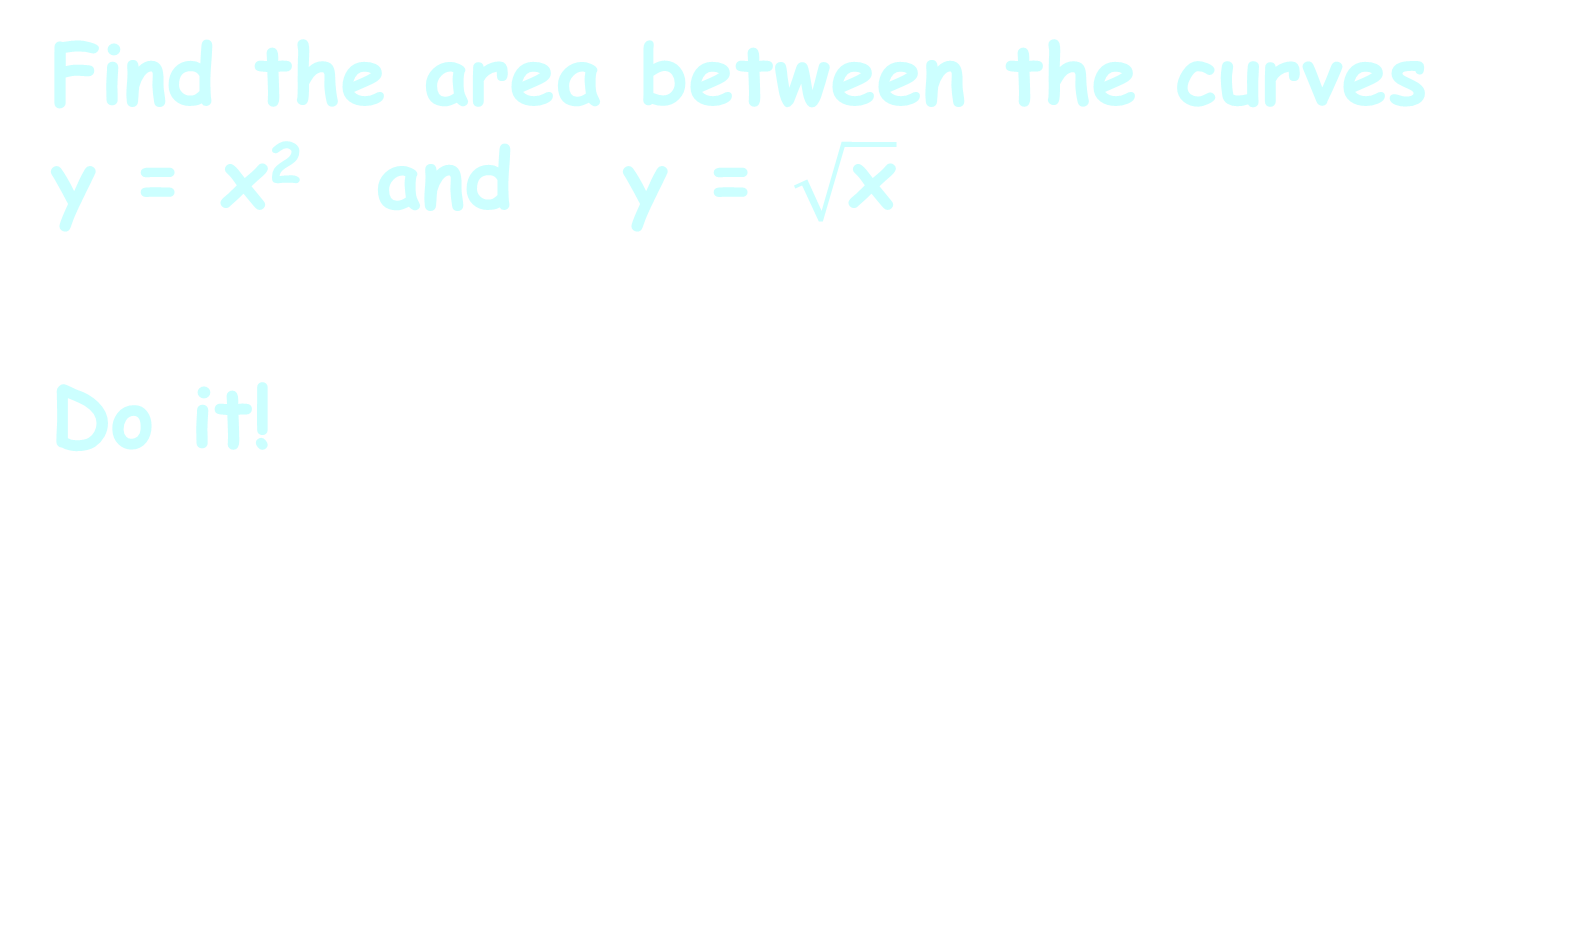 Find the area between the curves
y = x² and y = √x
Do it!